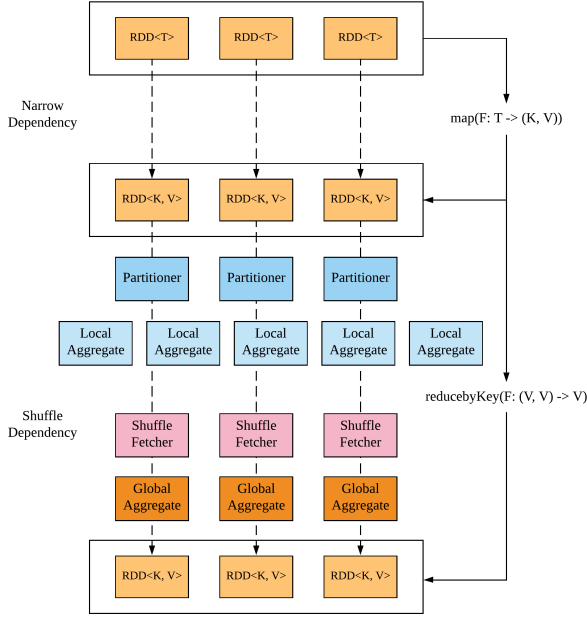 RDD<T>
RDD<T>
RDD<T>
Narrow
Dependency
map(F: T -> (K, V))
RDD<K, V>
RDD<K, V>
RDD<K, V>
Partitioner
Partitioner
Partitioner
Local
Aggregate
Local
Aggregate
Local
Aggregate
Local
Aggregate
Local
Aggregate
reducebyKey(F: (V, V) -> V)
Shuffle
Dependency
Shuffle
Fetcher
Shuffle
Fetcher
Shuffle
Fetcher
Global
Aggregate
Global
Aggregate
Global
Aggregate
RDD<K, V>
RDD<K, V>
RDD<K, V>